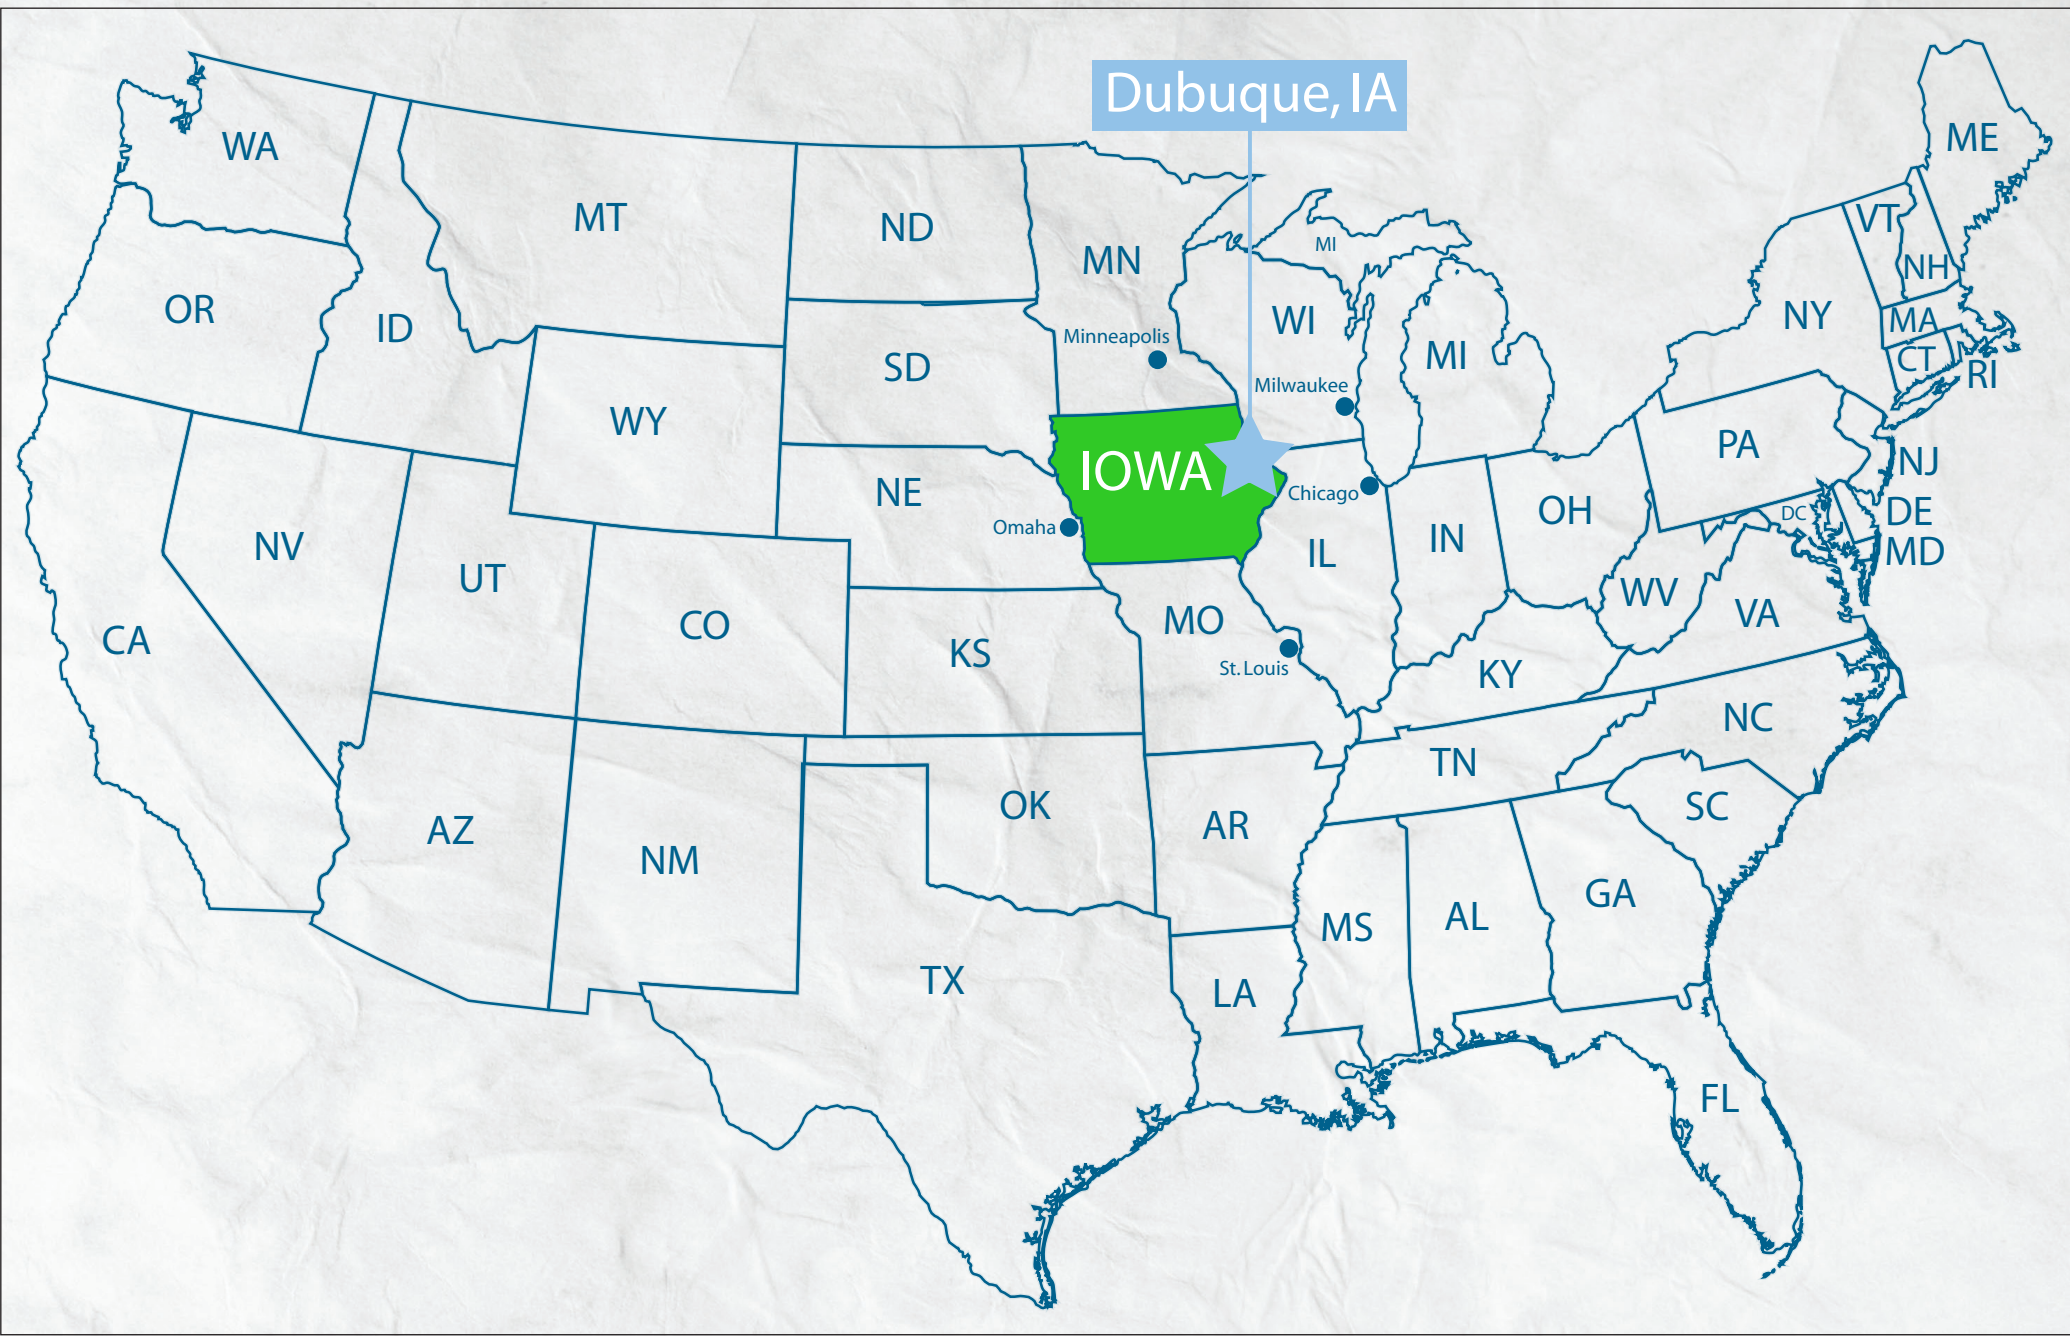 Dubuque, IA
WA
ME
MT
ND
VT
MN
MI
NH
OR
ID
WI
NY
MA
Minneapolis
SD
MI
CT
RI
Milwaukee
WY
PA
IOWA
NJ
NE
Chicago
OH
DC
DE
Omaha
NV
IN
MD
IL
UT
WV
VA
CO
MO
CA
KS
St. Louis
KY
NC
TN
OK
SC
AZ
AR
NM
GA
AL
MS
TX
LA
FL